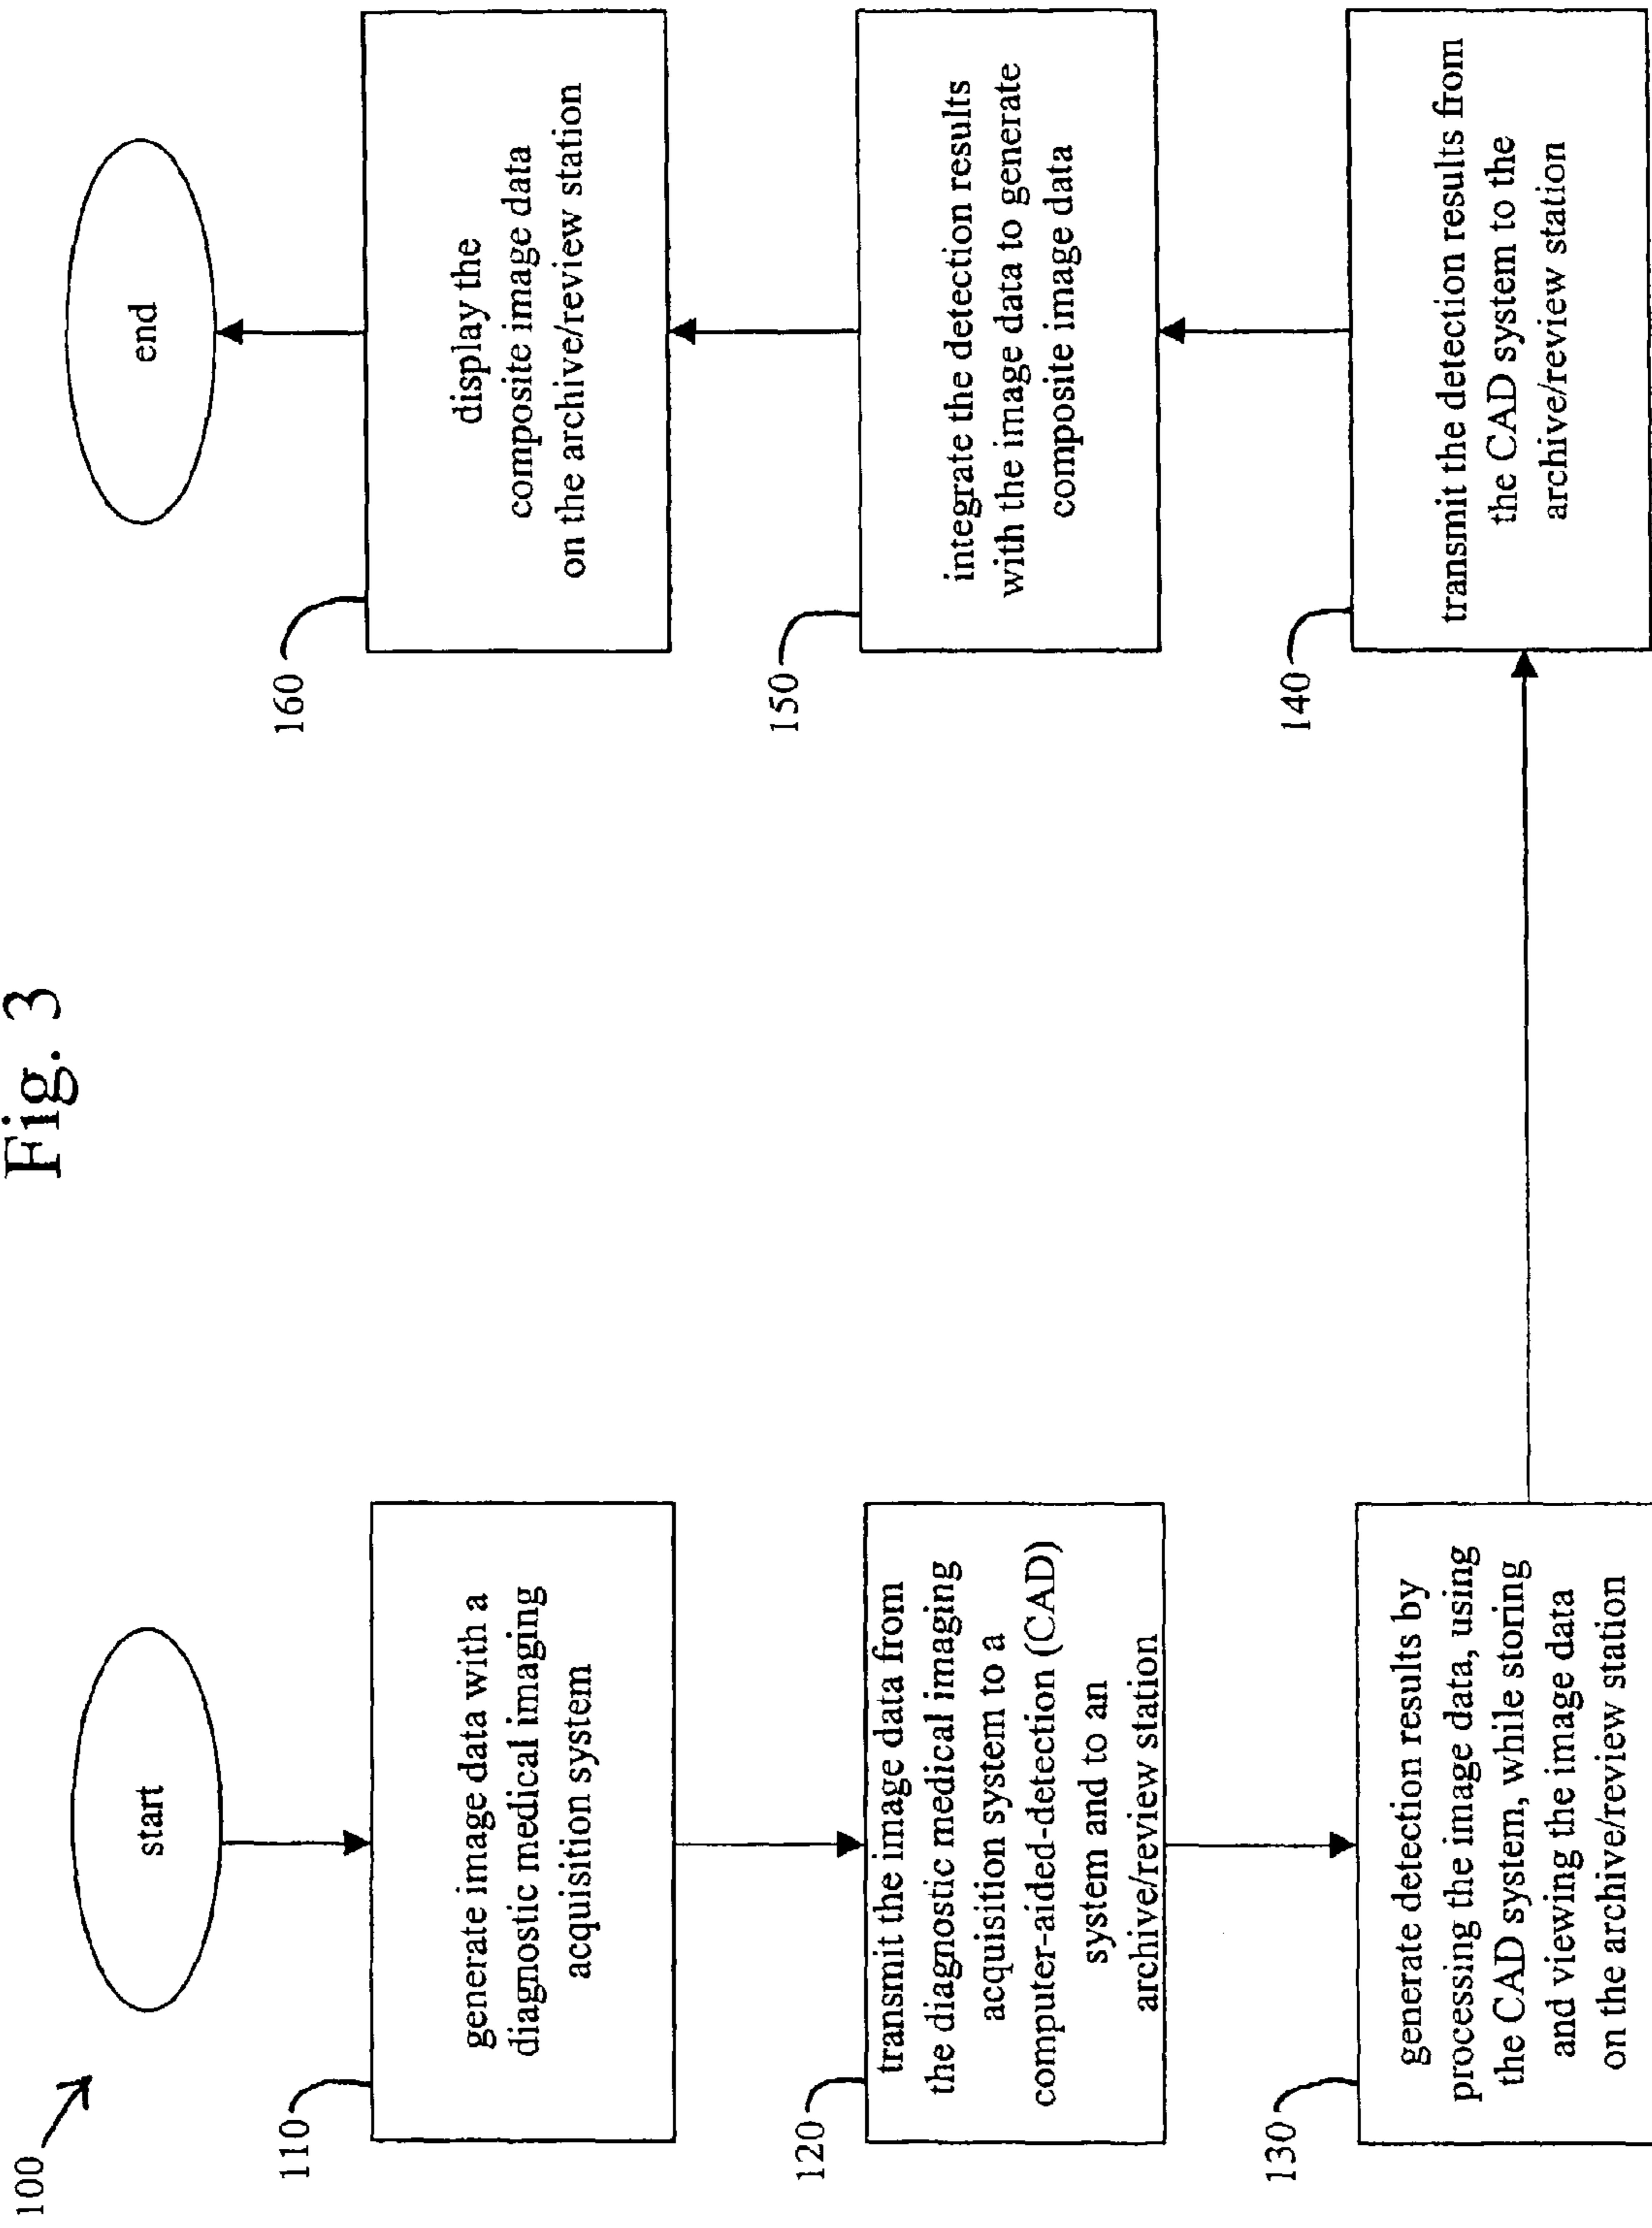 Fig. 3
100
start
110
generate image data with a
diagnostic medical imaging
acquisition system
120
transmit the image data from
the diagnostic medical imaging
acquisition system to a
computer-aided-detection (CAD)
system and to an
archive/review station
130
generate detection results by
processing the image data, using
the CAD system, while storing
and viewing the image data
on the archive/review station
140
transmit the detection results from
the CAD system to the
archive/review station
150
integrate the detection results
with the image data to generate
composite image data
160
display the
composite image data
on the archive/review station
end